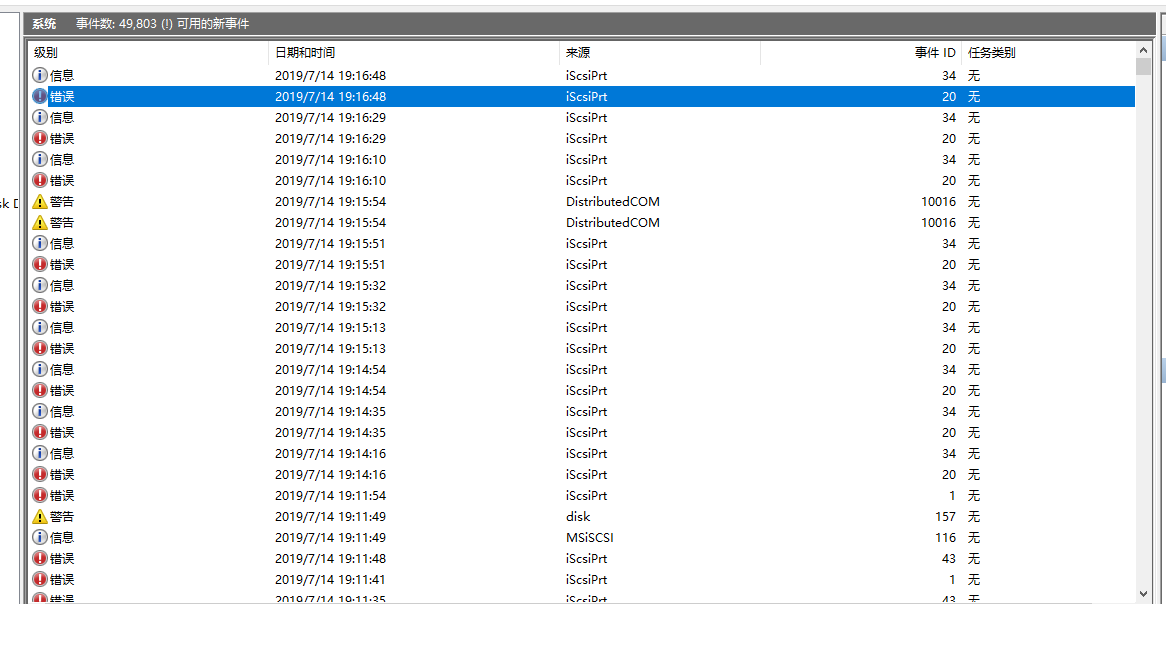 系统 事件数: 49,803 (!) 可用的新事件
级别 日期和时间 来源 事件 ID 任务类别
信息 2019/7/14 19:16:48 iScsiPrt 34 无
错误 2019/7/14 19:16:48 iScsiPrt 20 无
信息 2019/7/14 19:16:29 iScsiPrt 34 无
错误 2019/7/14 19:16:29 iScsiPrt 20 无
信息 2019/7/14 19:16:10 iScsiPrt 34 无
错误 2019/7/14 19:16:10 iScsiPrt 20 无
警告 2019/7/14 19:15:54 DistributedCOM 10016 无
警告 2019/7/14 19:15:54 DistributedCOM 10016 无
信息 2019/7/14 19:15:51 iScsiPrt 34 无
错误 2019/7/14 19:15:51 iScsiPrt 20 无
信息 2019/7/14 19:15:32 iScsiPrt 34 无
错误 2019/7/14 19:15:32 iScsiPrt 20 无
信息 2019/7/14 19:15:13 iScsiPrt 34 无
错误 2019/7/14 19:15:13 iScsiPrt 20 无
信息 2019/7/14 19:14:54 iScsiPrt 34 无
错误 2019/7/14 19:14:54 iScsiPrt 20 无
信息 2019/7/14 19:14:35 iScsiPrt 34 无
错误 2019/7/14 19:14:35 iScsiPrt 20 无
信息 2019/7/14 19:14:16 iScsiPrt 34 无
错误 2019/7/14 19:14:16 iScsiPrt 20 无
错误 2019/7/14 19:11:54 iScsiPrt 1 无
警告 2019/7/14 19:11:49 disk 157 无
信息 2019/7/14 19:11:49 MSiSCSI 116 无
错误 2019/7/14 19:11:48 iScsiPrt 43 无
错误 2019/7/14 19:11:41 iScsiPrt 1 无
错误 2019/7/14 19:11:35 iScsiPrt 43 无